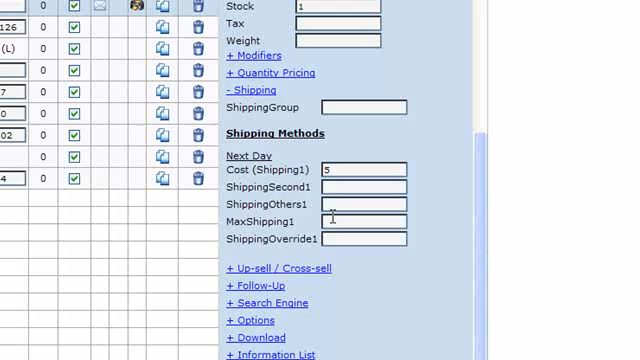 Stock 1
126 0 Tax
(L) 0 Weight
+ Modifiers
0
+ Quantity Pricing
7 0 - Shipping
0 0 ShippingGroup
02 0 Shipping Methods
0 Next Day
4 0 Cost (Shipping1) 5
ShippingSecond1
ShippingOthers1
MaxShipping1
ShippingOverride1
+ Up-sell / Cross-sell
+ Follow-Up
+ Search Engine
+ Options
+ Download
+ Information List